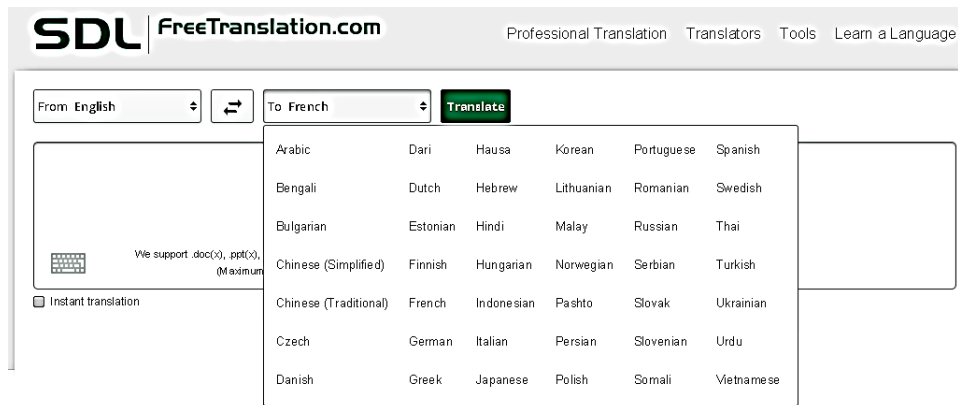 SDL FreeTranslation.com
Professional Translation Translators Tools Learn a Language
From English To French Translate
Arabic Dari Hausa Korean Portuguese Spanish
Bengali Dutch Hebrew Lithuanian Romanian Swedish
Bulgarian Estonian Hindi Malay Russian Thai
We support .doc(x), .ppt(x),
Chinese (Simplified) Finnish Hungarian Norwegian Serbian Turkish
(Maximum
Instant translation
Chinese (Traditional) French Indonesian Pashto Slovak Ukrainian
Czech German Italian Persian Slovenian Urdu
Danish Greek Japanese Polish Somali Vietnamese